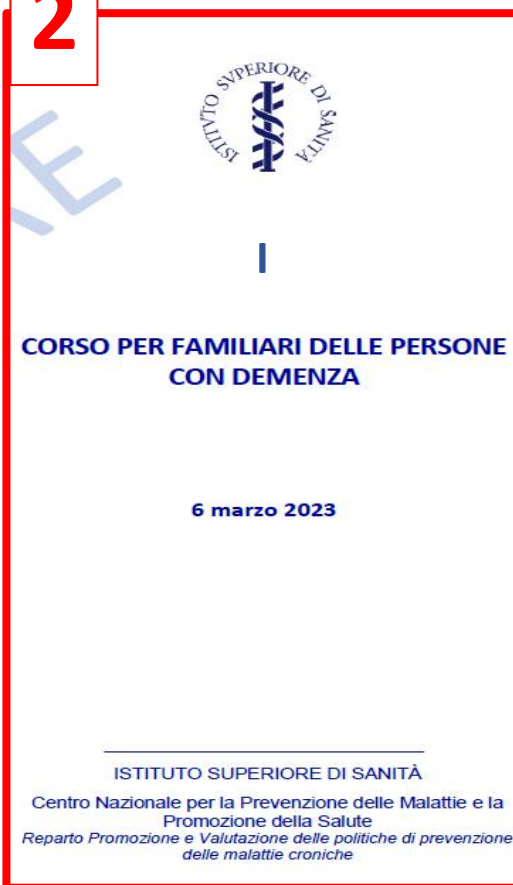 2
ISTITVTO SVPERIORE DI SANITÀ
I
CORSO PER FAMILIARI DELLE PERSONE
CON DEMENZA
6 marzo 2023
ISTITUTO SUPERIORE DI SANITÀ
Centro Nazionale per la Prevenzione delle Malattie e la
Promozione della Salute
Reparto Promozione e Valutazione delle politiche di prevenzione
delle malattie croniche